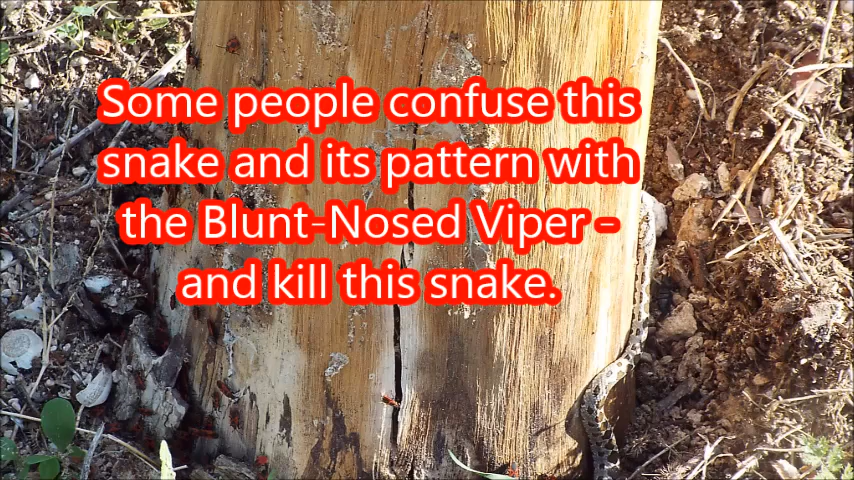 Some people confuse this
snake and its pattern with
the Blunt-Nosed Viper -
and kill this snake.